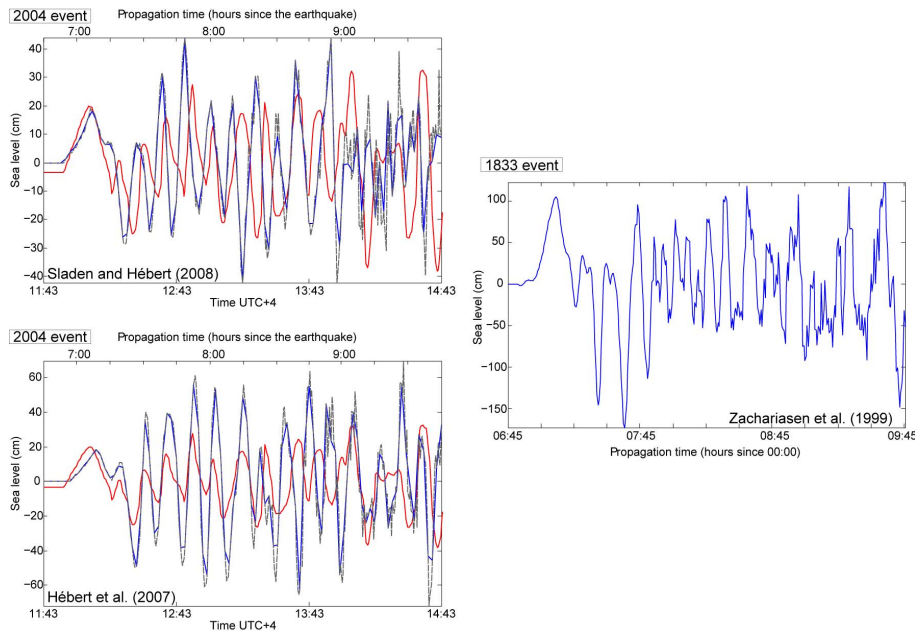 2004 event
Propagation time (hours since the earthquake)
7:00 8:00 9:00
Sea level (cm)
40
20
0
−20
−30
−40
Sladen and Hébert (2008)
11:43 12:43 13:43 14:43
Time UTC+4
2004 event
Propagation time (hours since the earthquake)
7:00 8:00 9:00
Sea level (cm)
60
40
20
0
−20
−40
−60
Hébert et al. (2007)
11:43 12:43 13:43 14:43
Time UTC+4
1833 event
Sea level (cm)
100
50
0
−50
−100
−150
Zachariasen et al. (1999)
06:45 07:45 08:45 09:45
Propagation time (hours since 00:00)